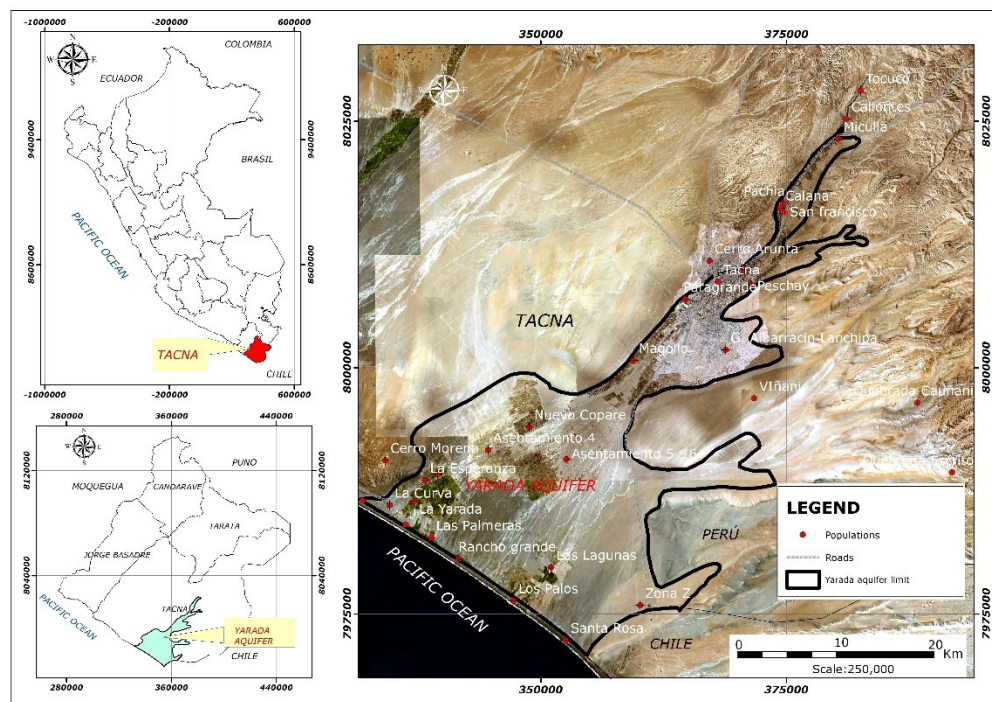 -1000000
-200000
600000
COLOMBIA
N
W
E
S
ECUADOR
9400000
9400000
BRASIL
PACIFIC OCEAN
8600000
8600000
TACNA
CHILL
-1000000
-200000
600000
280000
360000
440000
N
W
E
S
PUNO
8120000
8120000
MOQUEGUA
CANDARAVE
TARATA
JORGE BASADRE
8040000
8040000
PACIFIC OCEAN
TACNA
YARADA
AQUIFER
CHILE
280000
360000
440000
350000
375000
8025000
8025000
Tocuco
Miculla
Pachia
Calana
San francisco
Cerro Arunta
Tacna
Paragrande
Peschay
TACNA
G. Albarracin Lanchipa
8000000
8000000
Magollo
VIñani
Nuevo Copare
Asentamiento 4
Asentamiento 5 - 6
Cerro Moreno
La Esperanza
YARADA AQUIFER
La Curva
La Yarada
Las Palmeras
Rancho grande
Las Lagunas
Los Palos
Zona Z
Santa Rosa
PERÚ
PACIFIC OCEAN
CHILE
7975000
7975000
LEGEND
Populations
Roads
Yarada aquifer limit
0
10
20
Km
Scale:250,000
350000
375000